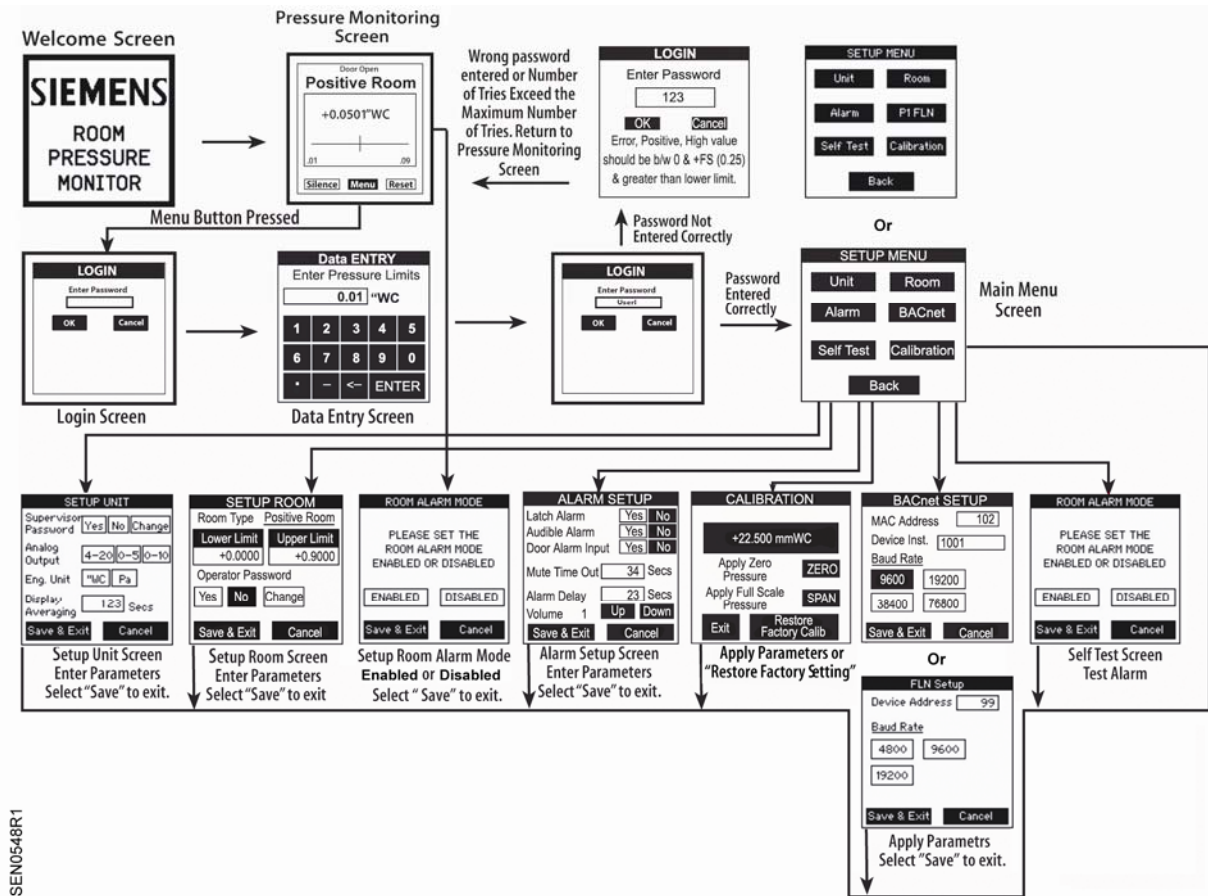 Welcome Screen
SIEMENS
ROOM
PRESSURE
MONITOR
Pressure Monitoring
Screen
Door Open
Positive Room
+0.0501"WC
.01 .09
Silence Menu Reset
Wrong password
entered or Number
of Tries Exceed the
Maximum Number
of Tries. Return to
Pressure Monitoring
Screen
LOGIN
Enter Password
123
OK Cancel
Error, Positive, High value
should be b/w 0 & +FS (0.25)
& greater than lower limit.
SETUP MENU
Unit Room
Alarm P1 FLN
Self Test Calibration
Back
Or
Menu Button Pressed
LOGIN
Enter Password
OK Cancel
Login Screen
Data ENTRY
Enter Pressure Limits
0.01 "WC
1 2 3 4 5
6 7 8 9 0
. – <– ENTER
Data Entry Screen
Password Not
Entered Correctly
LOGIN
Enter Password
User1
OK Cancel
Password
Entered
Correctly
SETUP MENU
Unit Room
Alarm BACnet
Self Test Calibration
Back
Main Menu
Screen
SETUP UNIT
Supervisor
Password Yes No Change
Analog
Output 4-20 0-5 0-10
Eng. Unit "WC Pa
Display
Averaging 123 Secs
Save & Exit Cancel
Setup Unit Screen
Enter Parameters
Select "Save" to exit.
SETUP ROOM
Room Type Positive Room
Lower Limit Upper Limit
+0.0000 +0.9000
Operator Password
Yes No Change
Save & Exit Cancel
Setup Room Screen
Enter Parameters
Select "Save" to exit
ROOM ALARM MODE
PLEASE SET THE
ROOM ALARM MODE
ENABLED OR DISABLED
ENABLED DISABLED
Save & Exit Cancel
Setup Room Alarm Mode
Enabled or Disabled
Select " Save" to exit.
ALARM SETUP
Latch Alarm Yes No
Audible Alarm Yes No
Door Alarm Input Yes No
Mute Time Out 34 Secs
Alarm Delay 23 Secs
Volume 1 Up Down
Save & Exit Cancel
Alarm Setup Screen
Enter Parameters
Select "Save" to exit.
CALIBRATION
+22.500 mmWC
Apply Zero
Pressure ZERO
Apply Full Scale
Pressure SPAN
Exit Restore
Factory Calib
Apply Parameters or
"Restore Factory Setting"
BACnet SETUP
MAC Address 102
Device Inst. 1001
Baud Rate
9600 19200
38400 76800
Save & Exit Cancel
Or
FLN Setup
Device Address 99
Baud Rate
4800 9600
19200
Save & Exit Cancel
Apply Parametrs
Select "Save" to exit.
ROOM ALARM MODE
PLEASE SET THE
ROOM ALARM MODE
ENABLED OR DISABLED
ENABLED DISABLED
Save & Exit Cancel
Self Test Screen
Test Alarm
SEN0548R1